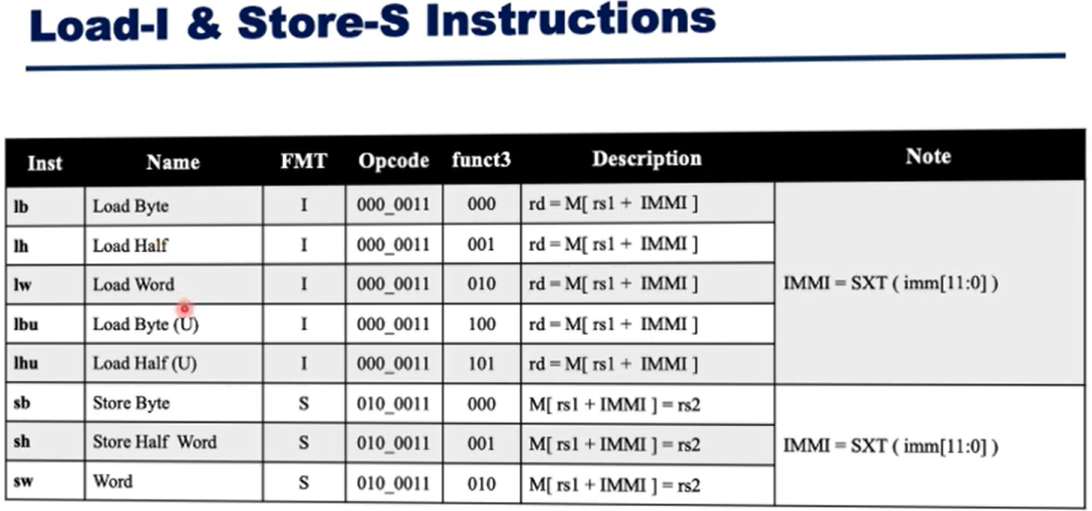 Load-I & Store-S Instructions
Inst Name FMT Opcode funct3 Description Note
lb Load Byte I 000_0011 000 rd = M[ rs1 + IMMI ]
lh Load Half I 000_0011 001 rd = M[ rs1 + IMMI ]
lw Load Word I 000_0011 010 rd = M[ rs1 + IMMI ] IMMI = SXT ( imm[11:0] )
lbu Load Byte (U) I 000_0011 100 rd = M[ rs1 + IMMI ]
lhu Load Half (U) I 000_0011 101 rd = M[ rs1 + IMMI ]
sb Store Byte S 010_0011 000 M[ rs1 + IMMI ] = rs2
sh Store Half Word S 010_0011 001 M[ rs1 + IMMI ] = rs2 IMMI = SXT ( imm[11:0] )
sw Word S 010_0011 010 M[ rs1 + IMMI ] = rs2